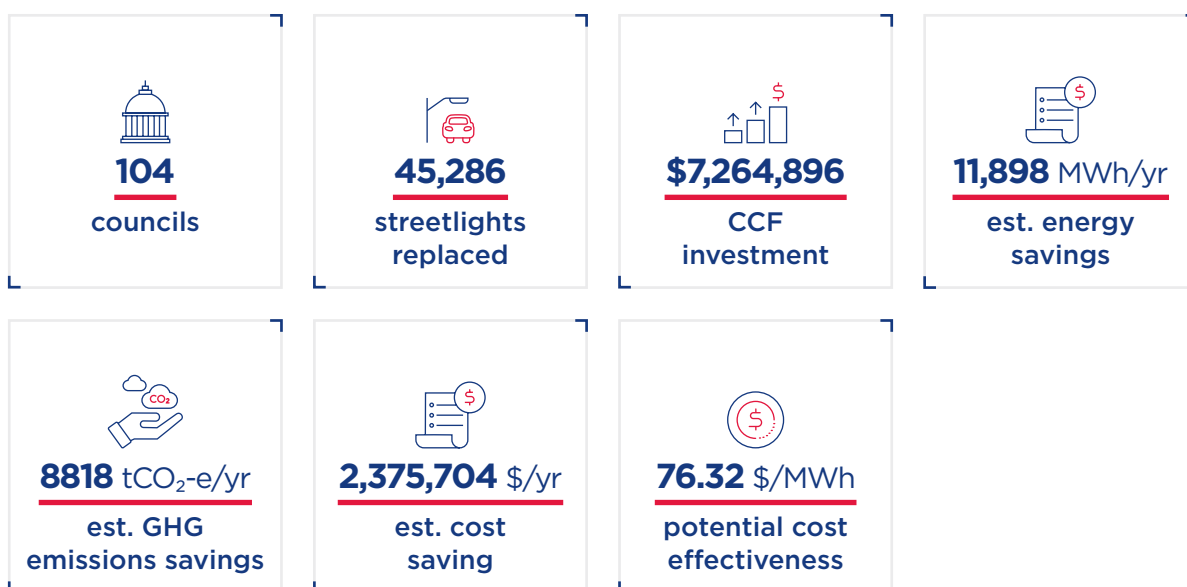 104
councils
45,286
streetlights
replaced
$
$7,264,896
CCF
investment
$
11,898 MWh/yr
est. energy
savings
CO₂
8818 tCO₂-e/yr
est. GHG
emissions savings
$
2,375,704 $/yr
est. cost
saving
$
76.32 $/MWh
potential cost
effectiveness